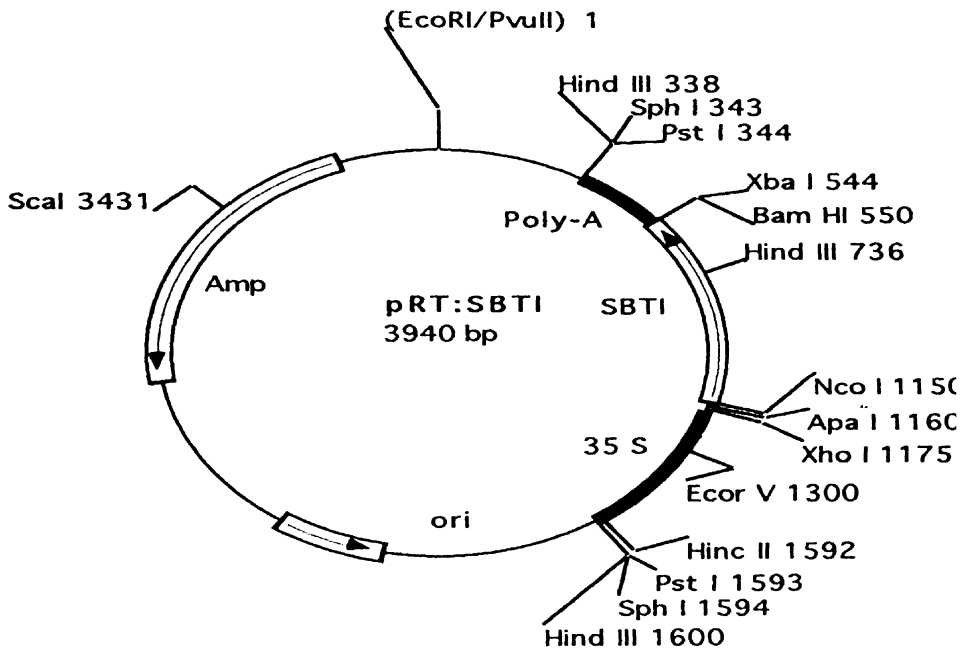 (EcoRI/PvuII) 1
Hind III 338
Sph I 343
Pst I 344
Xba I 544
Bam HI 550
Hind III 736
ScaI 3431
Poly-A
Amp
pRT:SBTI
3940 bp
SBTI
Nco I 1150
Apa I 1160
Xho I 1175
35 S
Ecor V 1300
ori
Hinc II 1592
Pst I 1593
Sph I 1594
Hind III 1600